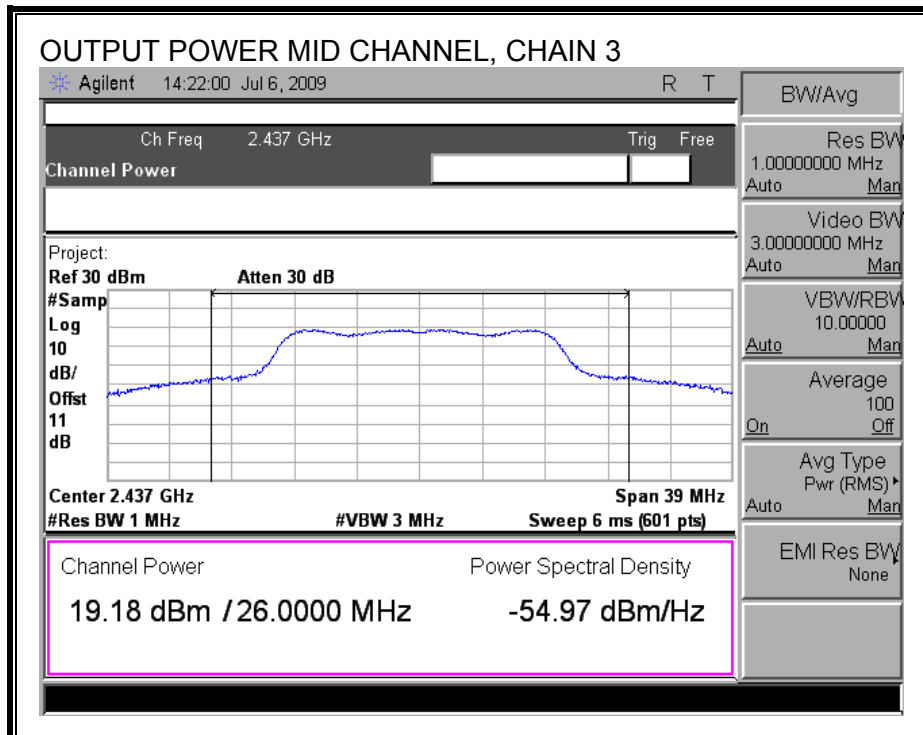 OUTPUT POWER MID CHANNEL, CHAIN 3
Agilent 14:22:00 Jul 6, 2009 R T
Ch Freq 2.437 GHz Trig Free
Channel Power
Project:
Ref 30 dBm Atten 30 dB
#Samp
Log
10
dB/
Offst
11
dB
Center 2.437 GHz Span 39 MHz
#Res BW 1 MHz #VBW 3 MHz Sweep 6 ms (601 pts)
Channel Power Power Spectral Density
19.18 dBm / 26.0000 MHz -54.97 dBm/Hz
BW/Avg
Res BW
1.00000000 MHz
Auto Man
Video BW
3.00000000 MHz
Auto Man
VBW/RBW
10.00000
Auto Man
Average
100
On Off
Avg Type
Pwr (RMS)
Auto Man
EMI Res BW
None